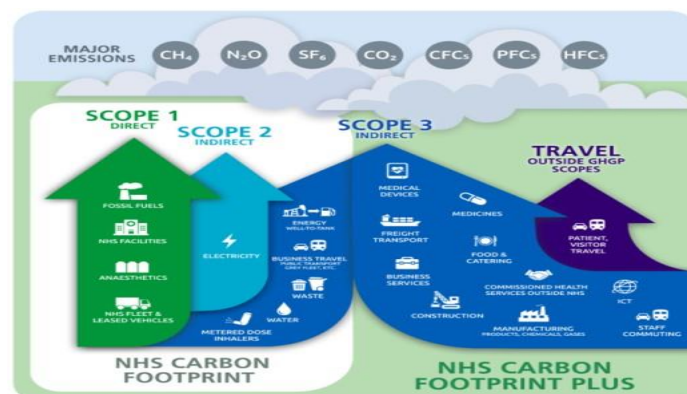 MAJOR
EMISSIONS
CH₄
N₂O
SF₆
CO₂
CFCs
PFCs
HFCs
SCOPE 1
DIRECT
SCOPE 2
INDIRECT
SCOPE 3
INDIRECT
TRAVEL
OUTSIDE GHGP
SCOPES
FOSSIL FUELS
NHS FACILITIES
ANAESTHETICS
NHS FLEET &
LEASED VEHICLES
ELECTRICITY
ENERGY
WELL-TO-TANK
BUSINESS TRAVEL
PUBLIC TRANSPORT
GREY FLEET, ETC.
WASTE
WATER
METERED DOSE
INHALERS
MEDICAL
DEVICES
MEDICINES
FREIGHT
TRANSPORT
FOOD &
CATERING
BUSINESS
SERVICES
COMMISSIONED HEALTH
SERVICES OUTSIDE NHS
CONSTRUCTION
MANUFACTURING
PRODUCTS, CHEMICALS, GASES
PATIENT,
VISITOR
TRAVEL
ICT
STAFF
COMMUTING
NHS CARBON
FOOTPRINT
NHS CARBON
FOOTPRINT PLUS